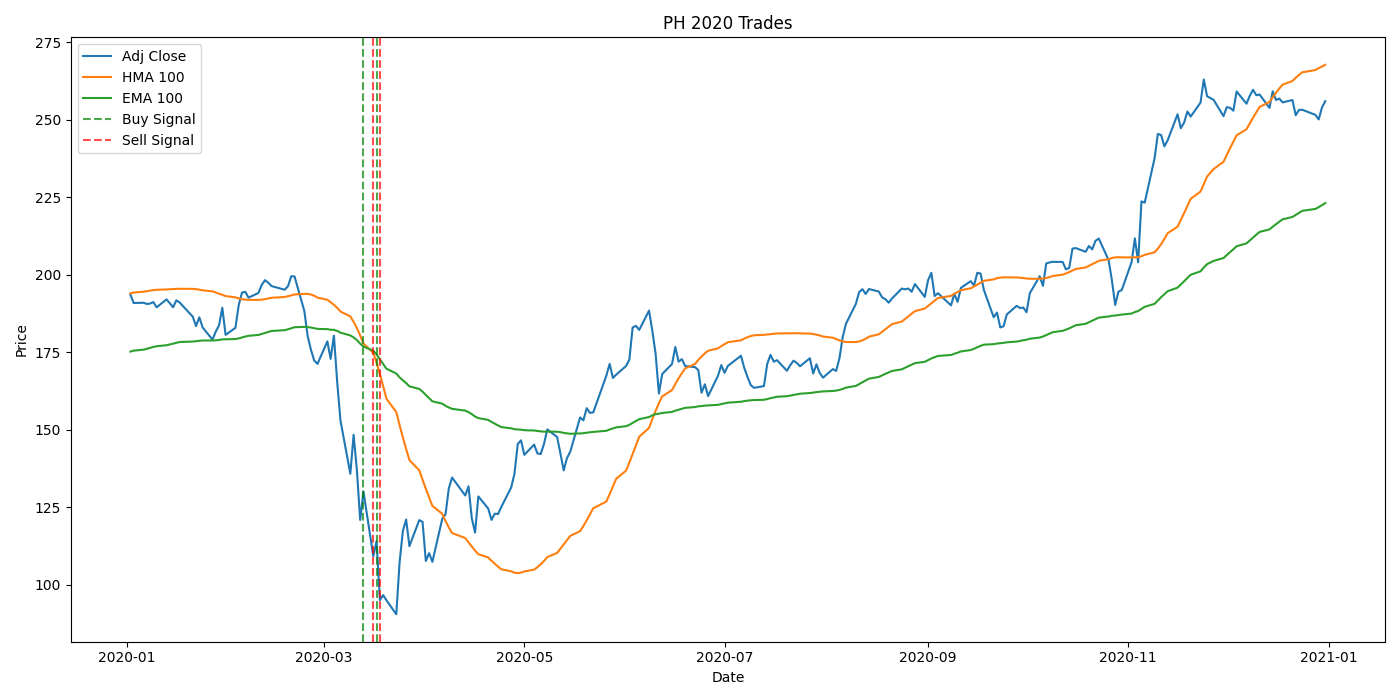 PH 2020 Trades
Adj Close
HMA 100
EMA 100
Buy Signal
Sell Signal
275
250
225
200
175
150
125
100
Price
2020-01
2020-03
2020-05
2020-07
2020-09
2020-11
2021-01
Date